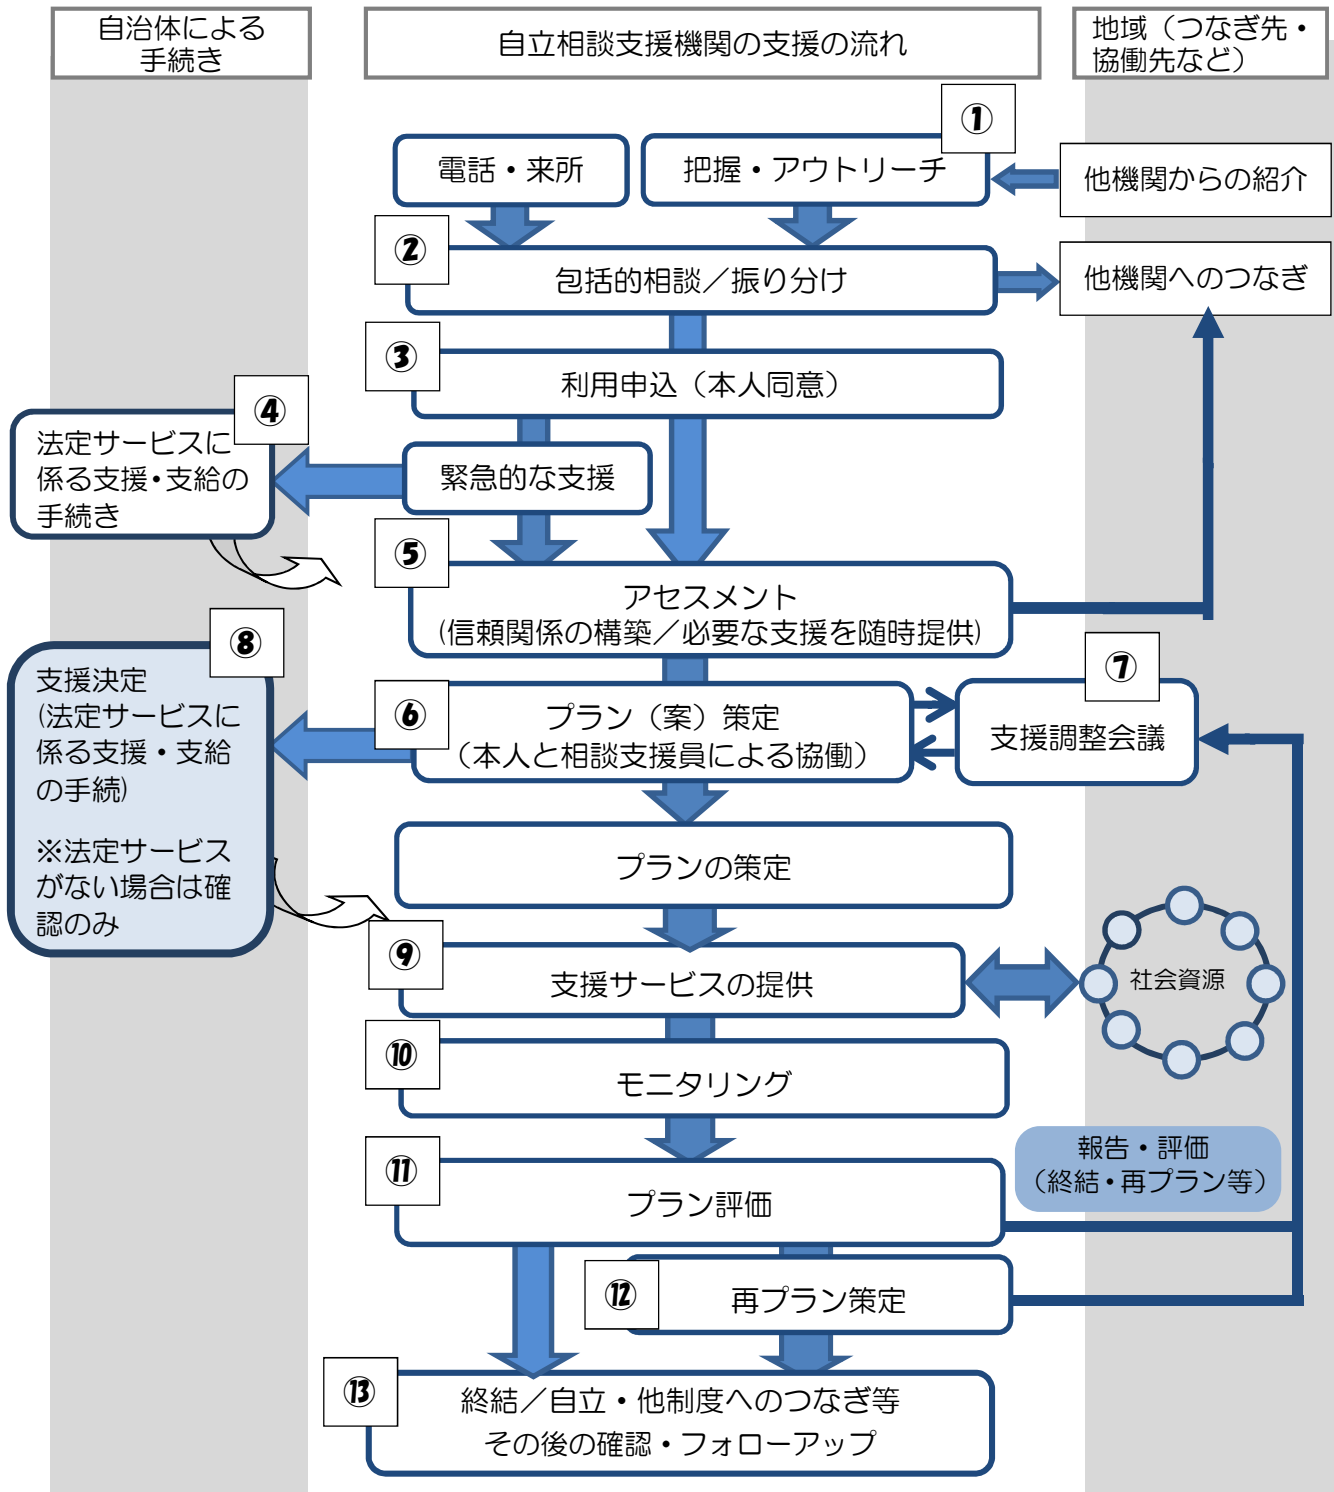 自治体による
手続き
自立相談支援機関の支援の流れ
地域（つなぎ先・
協働先など）
①
電話・来所
把握・アウトリーチ
他機関からの紹介
②
包括的相談／振り分け
他機関へのつなぎ
③
利用申込（本人同意）
④
法定サービスに
係る支援・支給の
手続き
緊急的な支援
⑤
アセスメント
(信頼関係の構築／必要な支援を随時提供)
⑥
プラン（案）策定
（本人と相談支援員による協働）
⑦
支援調整会議
⑧
支援決定
(法定サービスに
係る支援・支給
の手続)
※法定サービス
がない場合は確
認のみ
プランの策定
⑨
支援サービスの提供
社会資源
⑩
モニタリング
⑪
プラン評価
報告・評価
（終結・再プラン等）
⑫
再プラン策定
⑬
終結／自立・他制度へのつなぎ等
その後の確認・フォローアップ